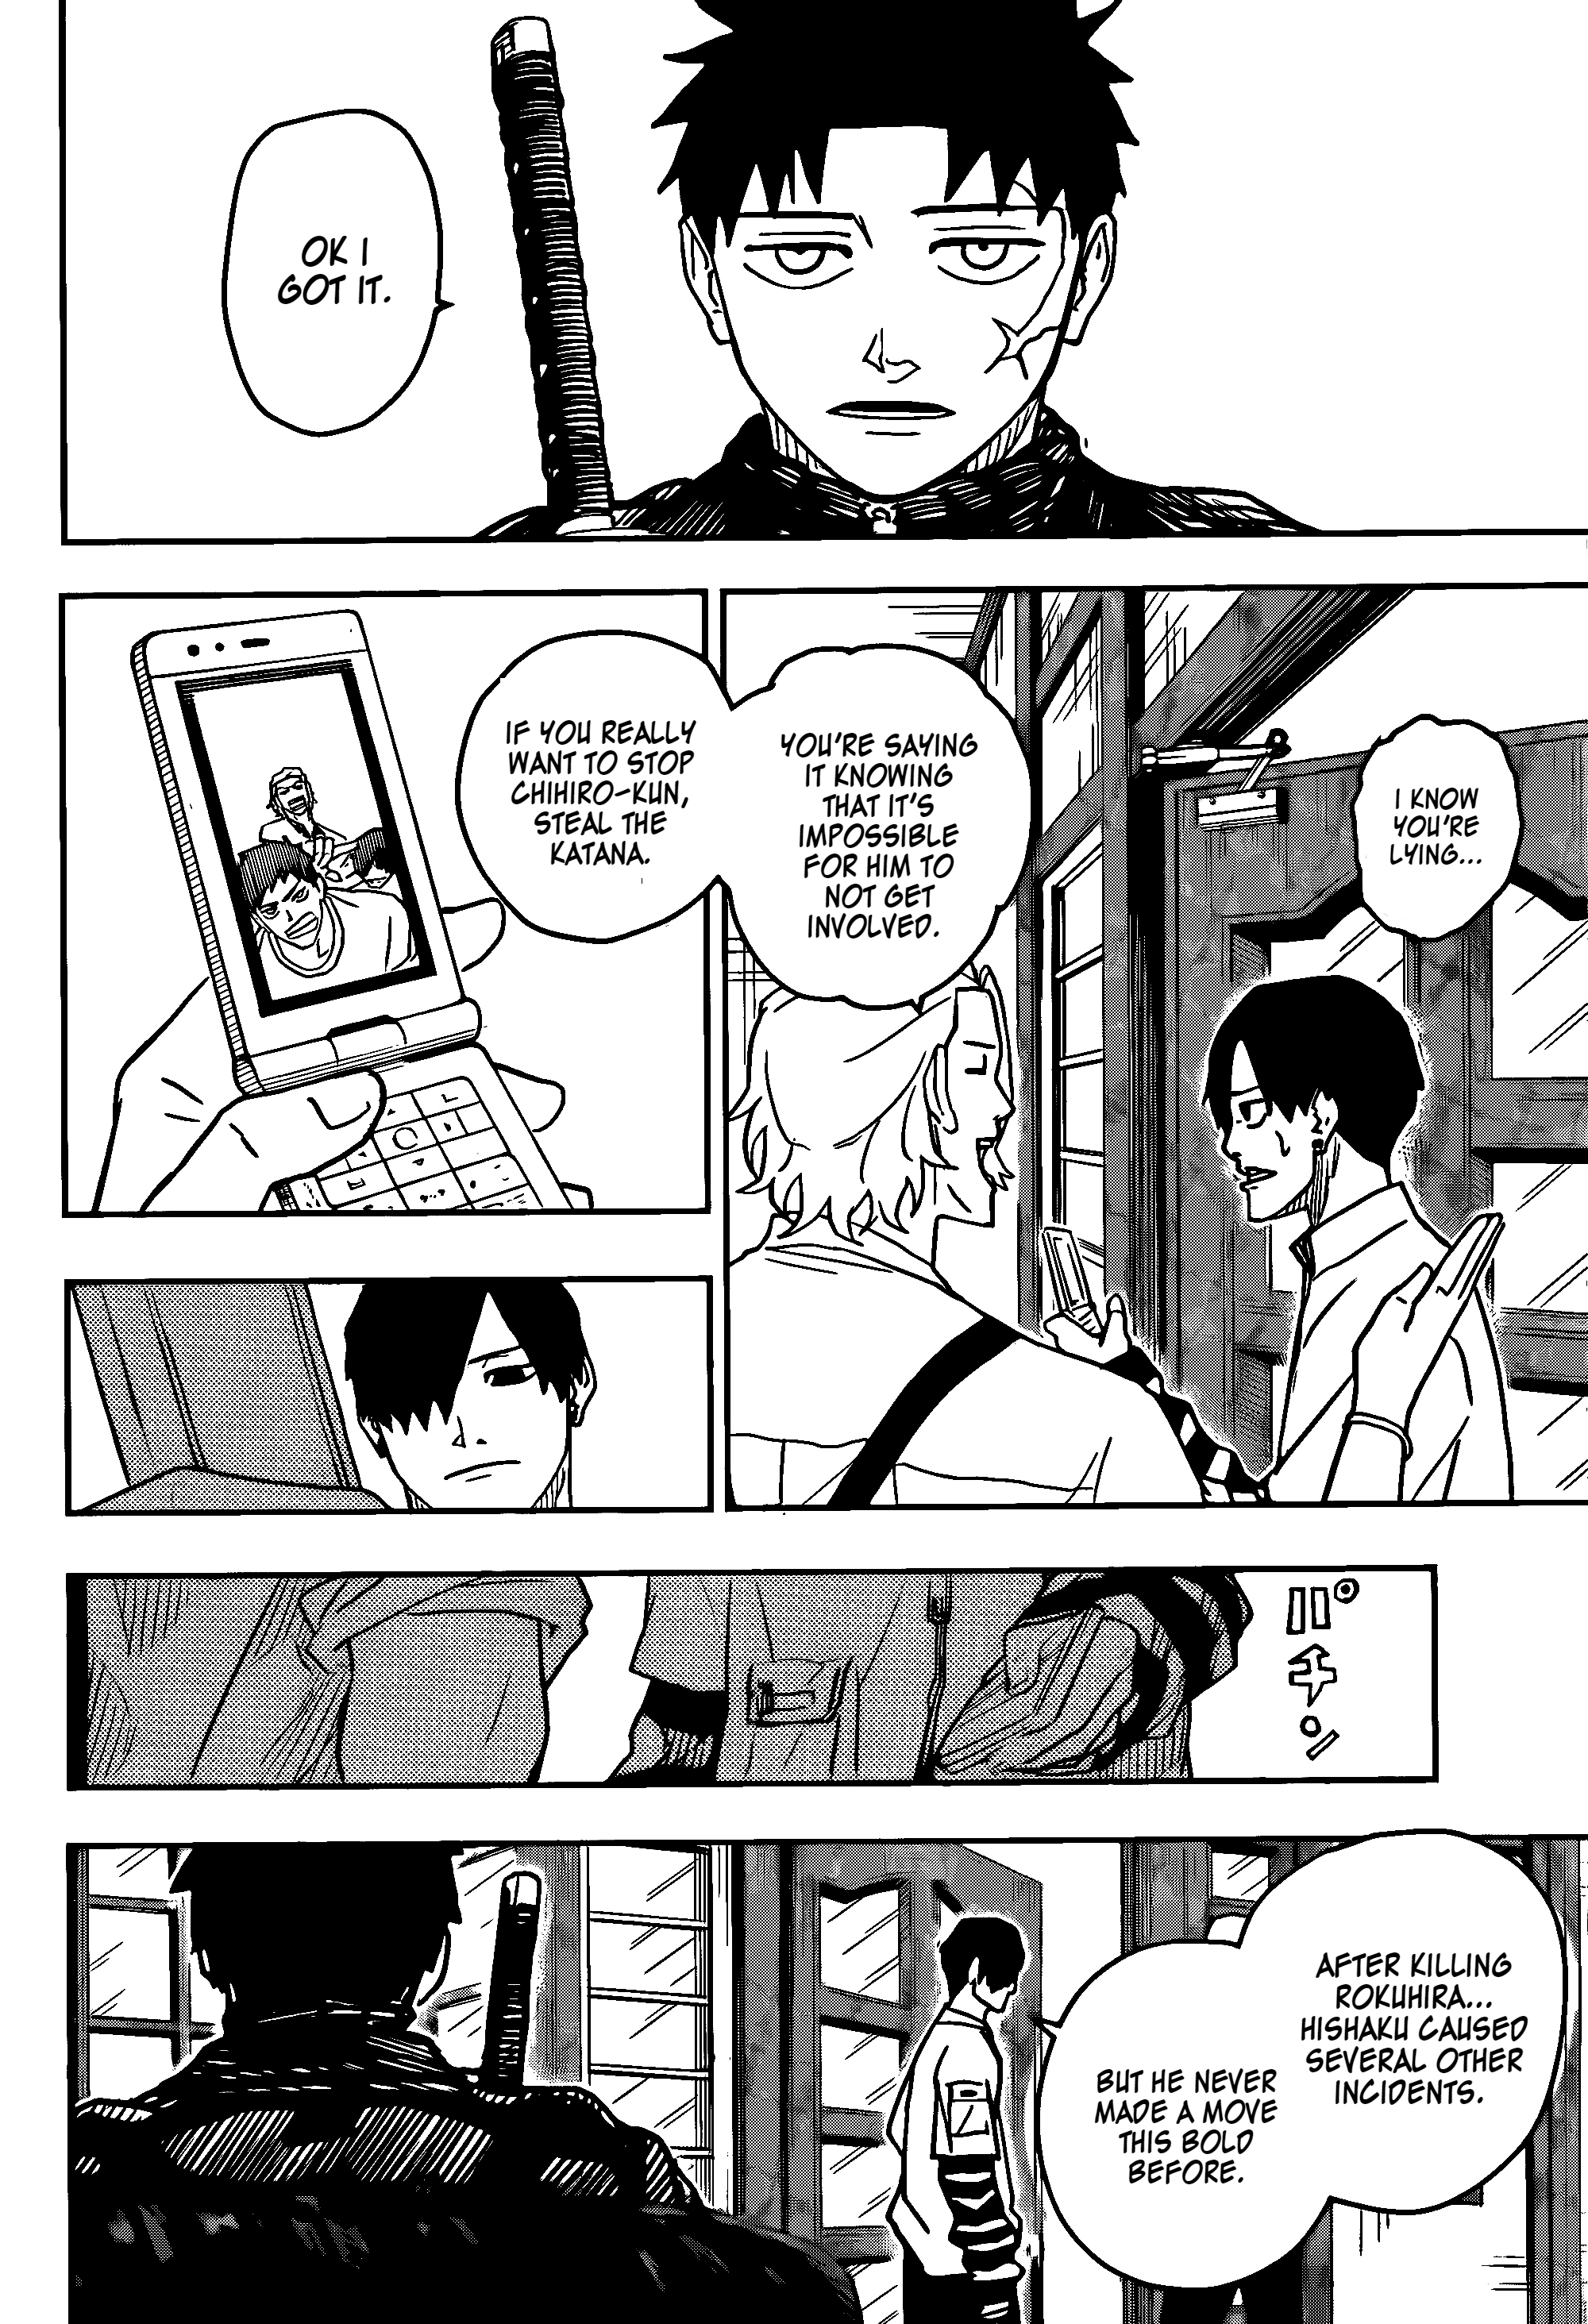 OK I
GOT IT.
I KNOW
YOU'RE
LYING...
YOU'RE SAYING
IT KNOWING
THAT IT'S
IMPOSSIBLE
FOR HIM TO
NOT GET
INVOLVED.
IF YOU REALLY
WANT TO STOP
CHIHIRO-KUN,
STEAL THE
KATANA.
パチン
AFTER KILLING
ROKUHIRA...
HISHAKU CAUSED
SEVERAL OTHER
INCIDENTS.
BUT HE NEVER
MADE A MOVE
THIS BOLD
BEFORE.